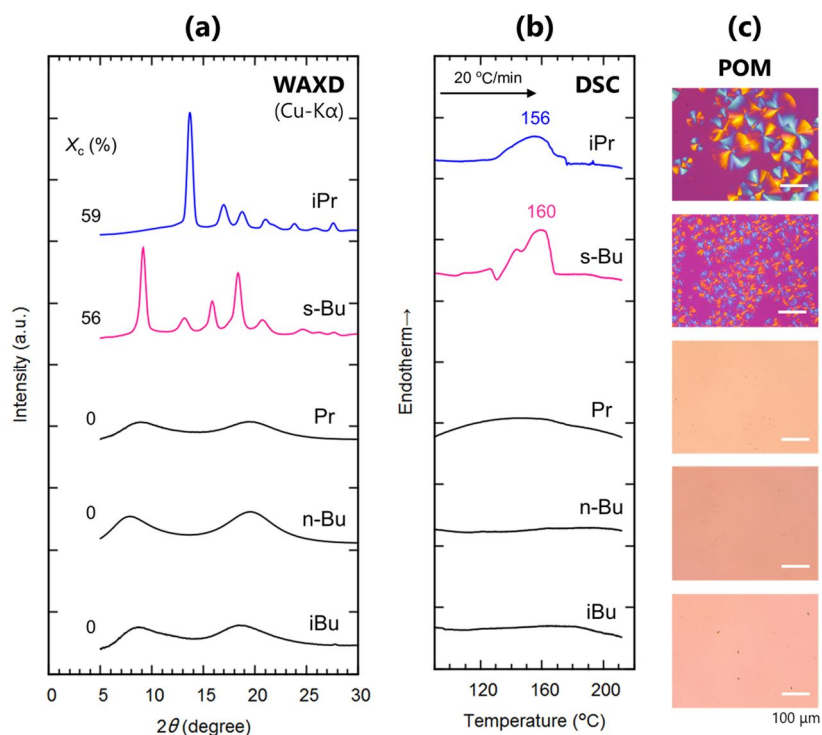 (a)
(b)
(c)
WAXD
(Cu-Kα)
Xc (%)
59
iPr
56
s-Bu
0
Pr
0
n-Bu
0
iBu
Intensity (a.u.)
0 5 10 15 20 25 30
2θ (degree)
20 ºC/min
DSC
156
iPr
160
s-Bu
Pr
n-Bu
iBu
Endotherm→
120 160 200
Temperature (ºC)
POM
100 μm